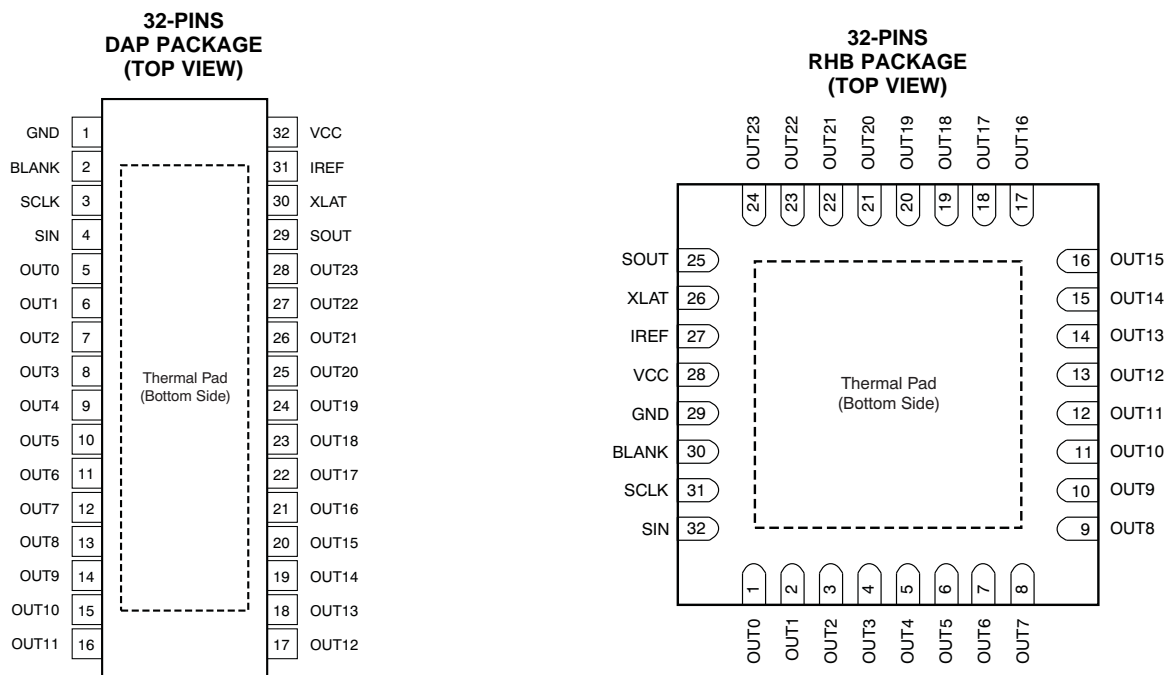 32-PINS
DAP PACKAGE
(TOP VIEW)
GND 1
BLANK 2
SCLK 3
SIN 4
OUT0 5
OUT1 6
OUT2 7
OUT3 8
OUT4 9
OUT5 10
OUT6 11
OUT7 12
OUT8 13
OUT9 14
OUT10 15
OUT11 16
Thermal Pad
(Bottom Side)
32 VCC
31 IREF
30 XLAT
29 SOUT
28 OUT23
27 OUT22
26 OUT21
25 OUT20
24 OUT19
23 OUT18
22 OUT17
21 OUT16
20 OUT15
19 OUT14
18 OUT13
17 OUT12
32-PINS
RHB PACKAGE
(TOP VIEW)
OUT23 OUT22 OUT21 OUT20 OUT19 OUT18 OUT17 OUT16
24 23 22 21 20 19 18 17
SOUT 25
XLAT 26
IREF 27
VCC 28
GND 29
BLANK 30
SCLK 31
SIN 32
Thermal Pad
(Bottom Side)
16 OUT15
15 OUT14
14 OUT13
13 OUT12
12 OUT11
11 OUT10
10 OUT9
9 OUT8
1 2 3 4 5 6 7 8
OUT0 OUT1 OUT2 OUT3 OUT4 OUT5 OUT6 OUT7